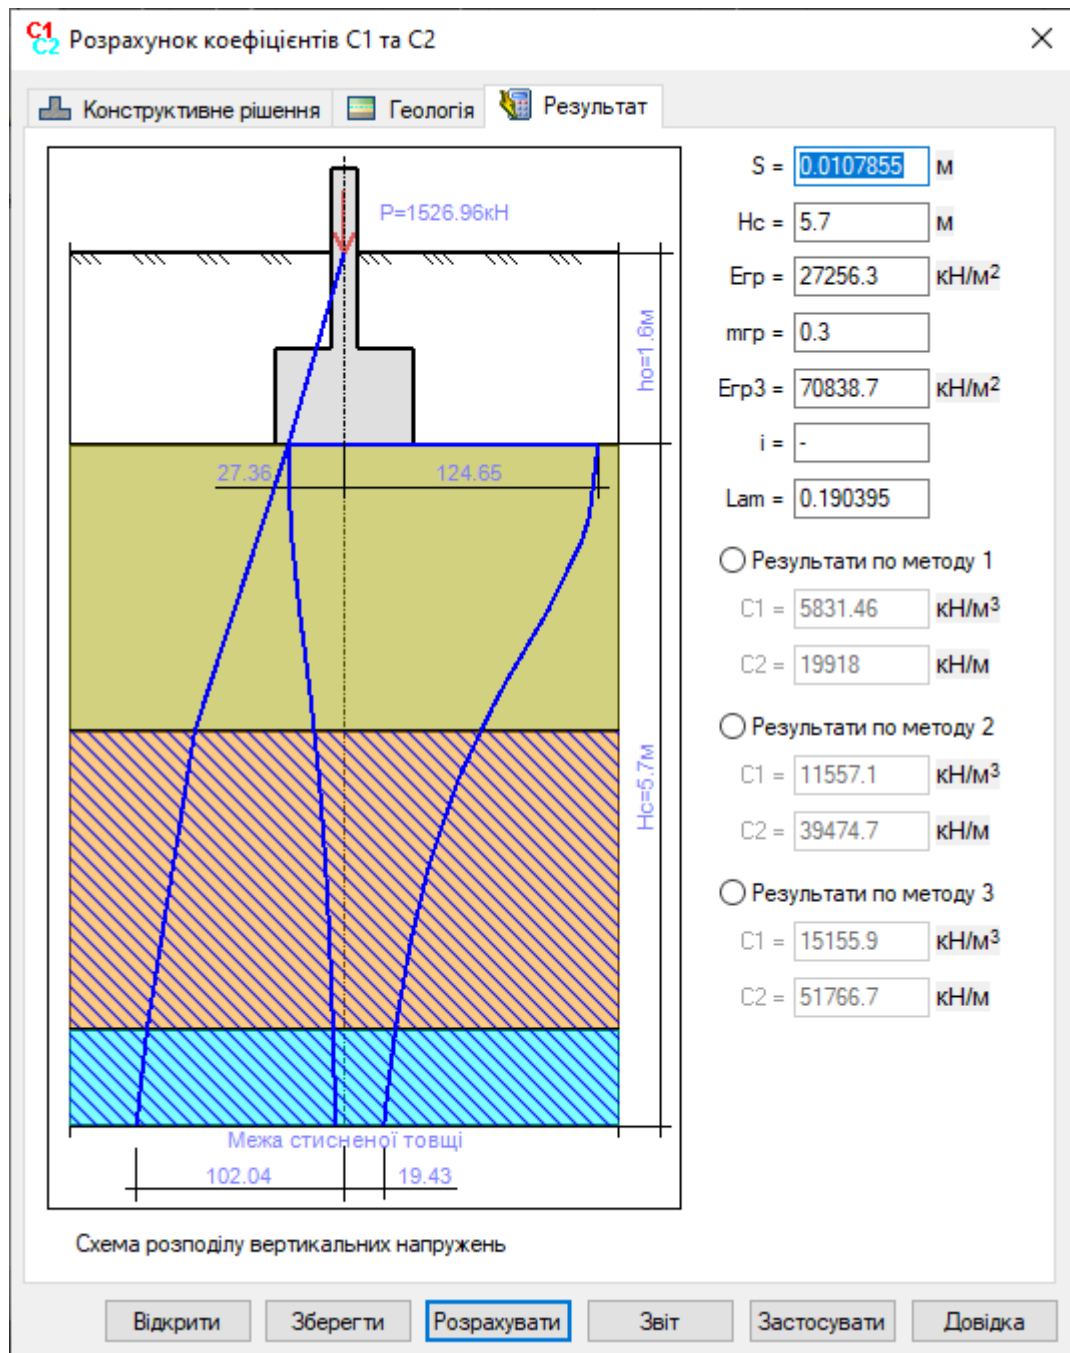 C1 C2 Розрахунок коефіцієнтів С1 та С2
Конструктивне рішення Геологія Результат
P=1526.96кН
ho=1.6м
27.36 124.65
Hc=5.7м
Межа стисненої товщі
102.04 19.43
Схема розподілу вертикальних напружень
S = 0.0107855 м
Hc = 5.7 м
Eгр = 27256.3 кН/м²
mгр = 0.3
Eгр3 = 70838.7 кН/м²
i = -
Lam = 0.190395
Результати по методу 1
C1 = 5831.46 кН/м³
C2 = 19918 кН/м
Результати по методу 2
C1 = 11557.1 кН/м³
C2 = 39474.7 кН/м
Результати по методу 3
C1 = 15155.9 кН/м³
C2 = 51766.7 кН/м
Відкрити Зберегти Розрахувати Звіт Застосувати Довідка